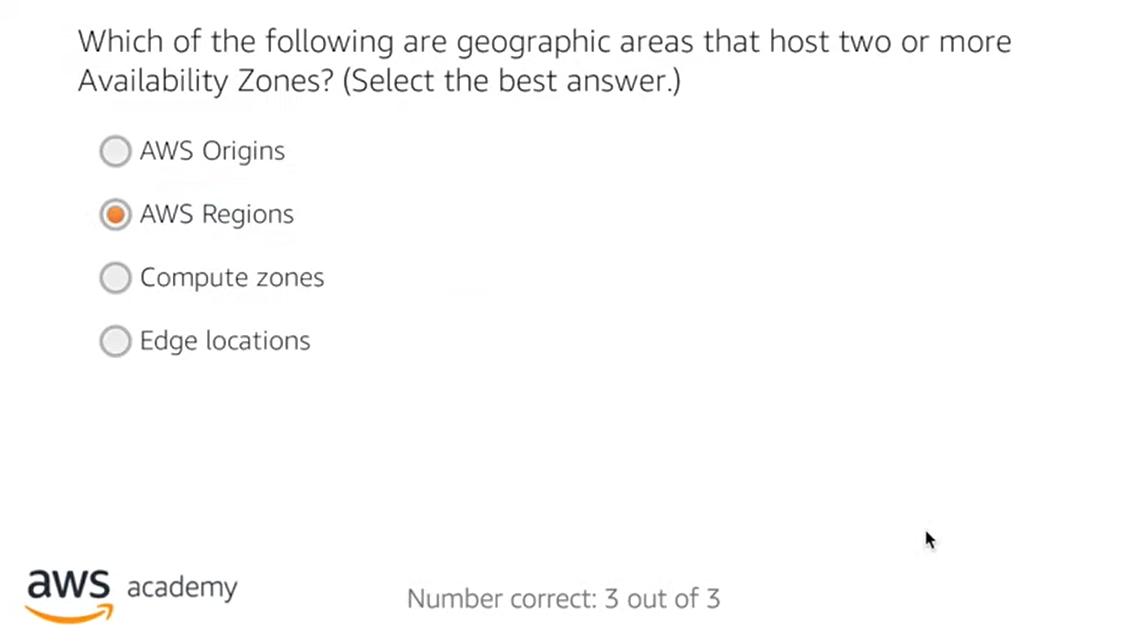 Which of the following are geographic areas that host two or more
Availability Zones? (Select the best answer.)
AWS Origins
AWS Regions
Compute zones
Edge locations
aws academy
Number correct: 3 out of 3